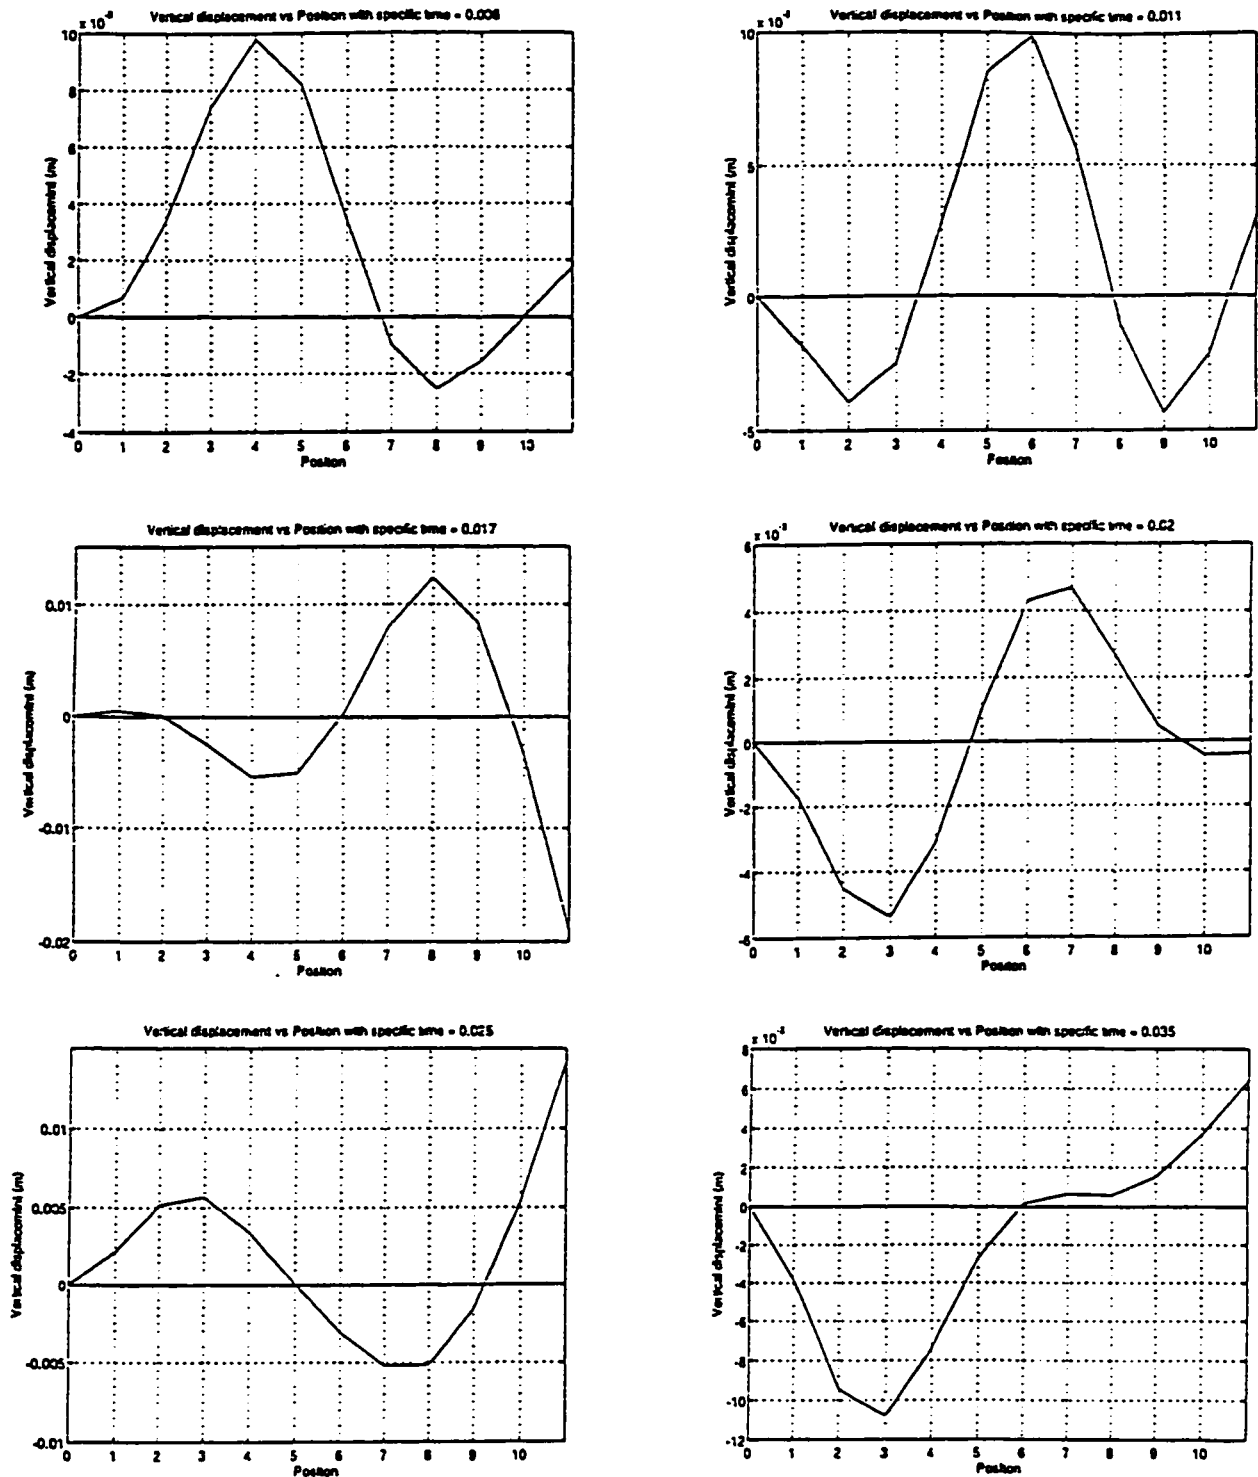 Vertical displacement vs Position with specific time = 0.006
x 10⁻³
10
8
6
4
2
0
-2
-4
Vertical displacomint (m)
0 1 2 3 4 5 6 7 8 9 10
Position
Vertical displacement vs Position with specific time = 0.011
x 10⁻³
10
5
0
-5
Vertical displacomint (m)
0 1 2 3 4 5 6 7 8 9 10
Position
Vertical displacement vs Position with specific time = 0.017
0.01
0
-0.01
-0.02
Vertical displacomint (m)
0 1 2 3 4 5 6 7 8 9 10
Position
Vertical displacement vs Position with specific time = 0.02
x 10⁻³
6
4
2
0
-2
-4
-6
Vertical displacomint (m)
0 1 2 3 4 5 6 7 8 9 10
Position
Vertical displacement vs Position with specific time = 0.025
0.01
0.005
0
-0.005
-0.01
Vertical displacomint (m)
0 1 2 3 4 5 6 7 8 9 10
Position
Vertical displacement vs Position with specific time = 0.035
x 10⁻³
8
6
4
2
0
-2
-4
-6
-8
-10
-12
Vertical displacomint (m)
0 1 2 3 4 5 6 7 8 9 10
Position